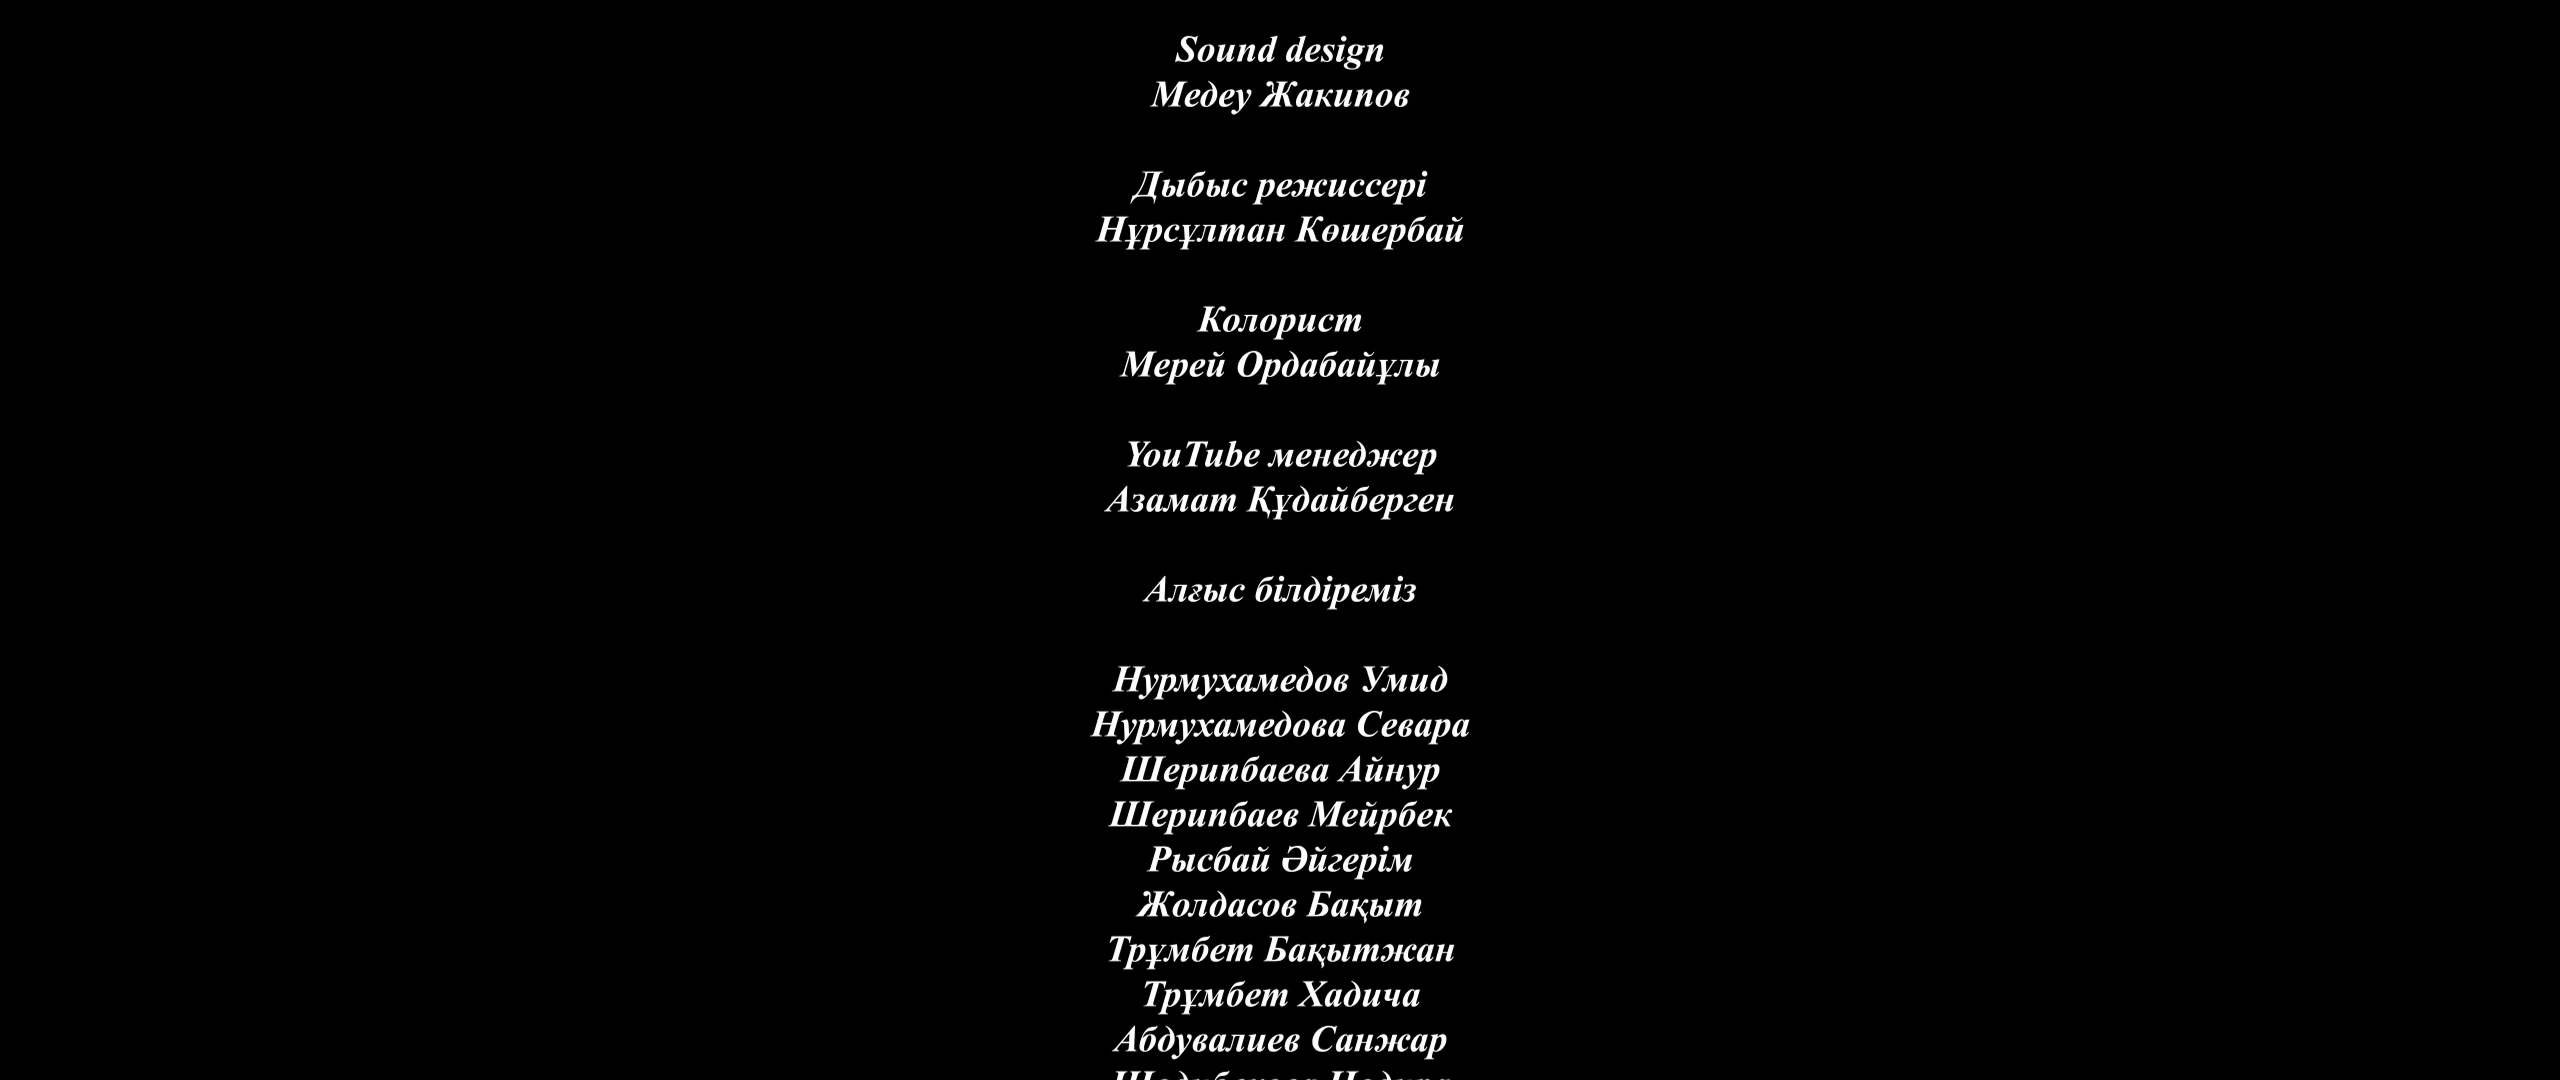 Sound design
Медеу Жакипов
Дыбыс режиссері
Нұрсұлтан Көшербай
Колорист
Мерей Ордабайұлы
YouTube менеджер
Азамат Құдайберген
Алғыс білдіреміз
Нурмухамедов Умид
Нурмухамедова Севара
Шерипбаева Айнур
Шерипбаев Мейрбек
Рысбай Әйгерім
Жолдасов Бақыт
Трұмбет Бақытжан
Трұмбет Хадича
Абдувалиев Санжар